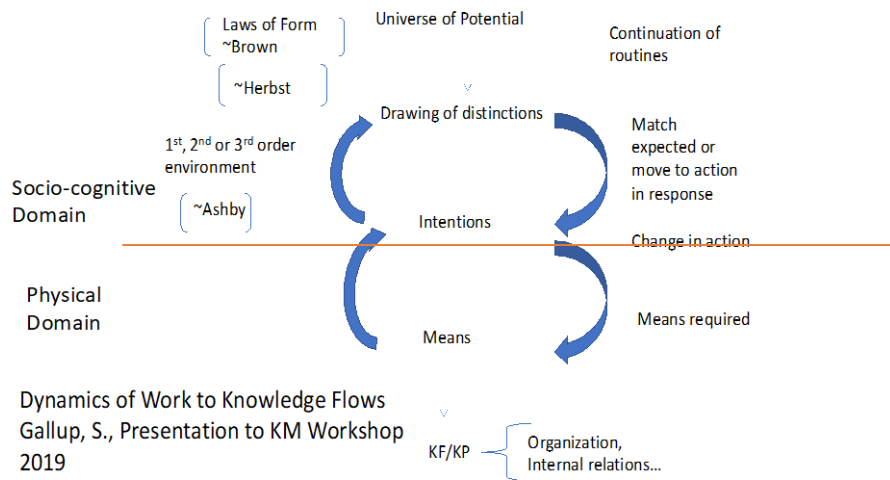 Laws of Form
~Brown
Universe of Potential
Continuation of
routines
~Herbst
Drawing of distinctions
1st, 2nd or 3rd order
environment
Match
expected or
move to action
in response
Socio-cognitive
Domain
~Ashby
Intentions
Change in action
Physical
Domain
Means required
Means
Dynamics of Work to Knowledge Flows
Gallup, S., Presentation to KM Workshop
2019
KF/KP
Organization,
Internal relations…